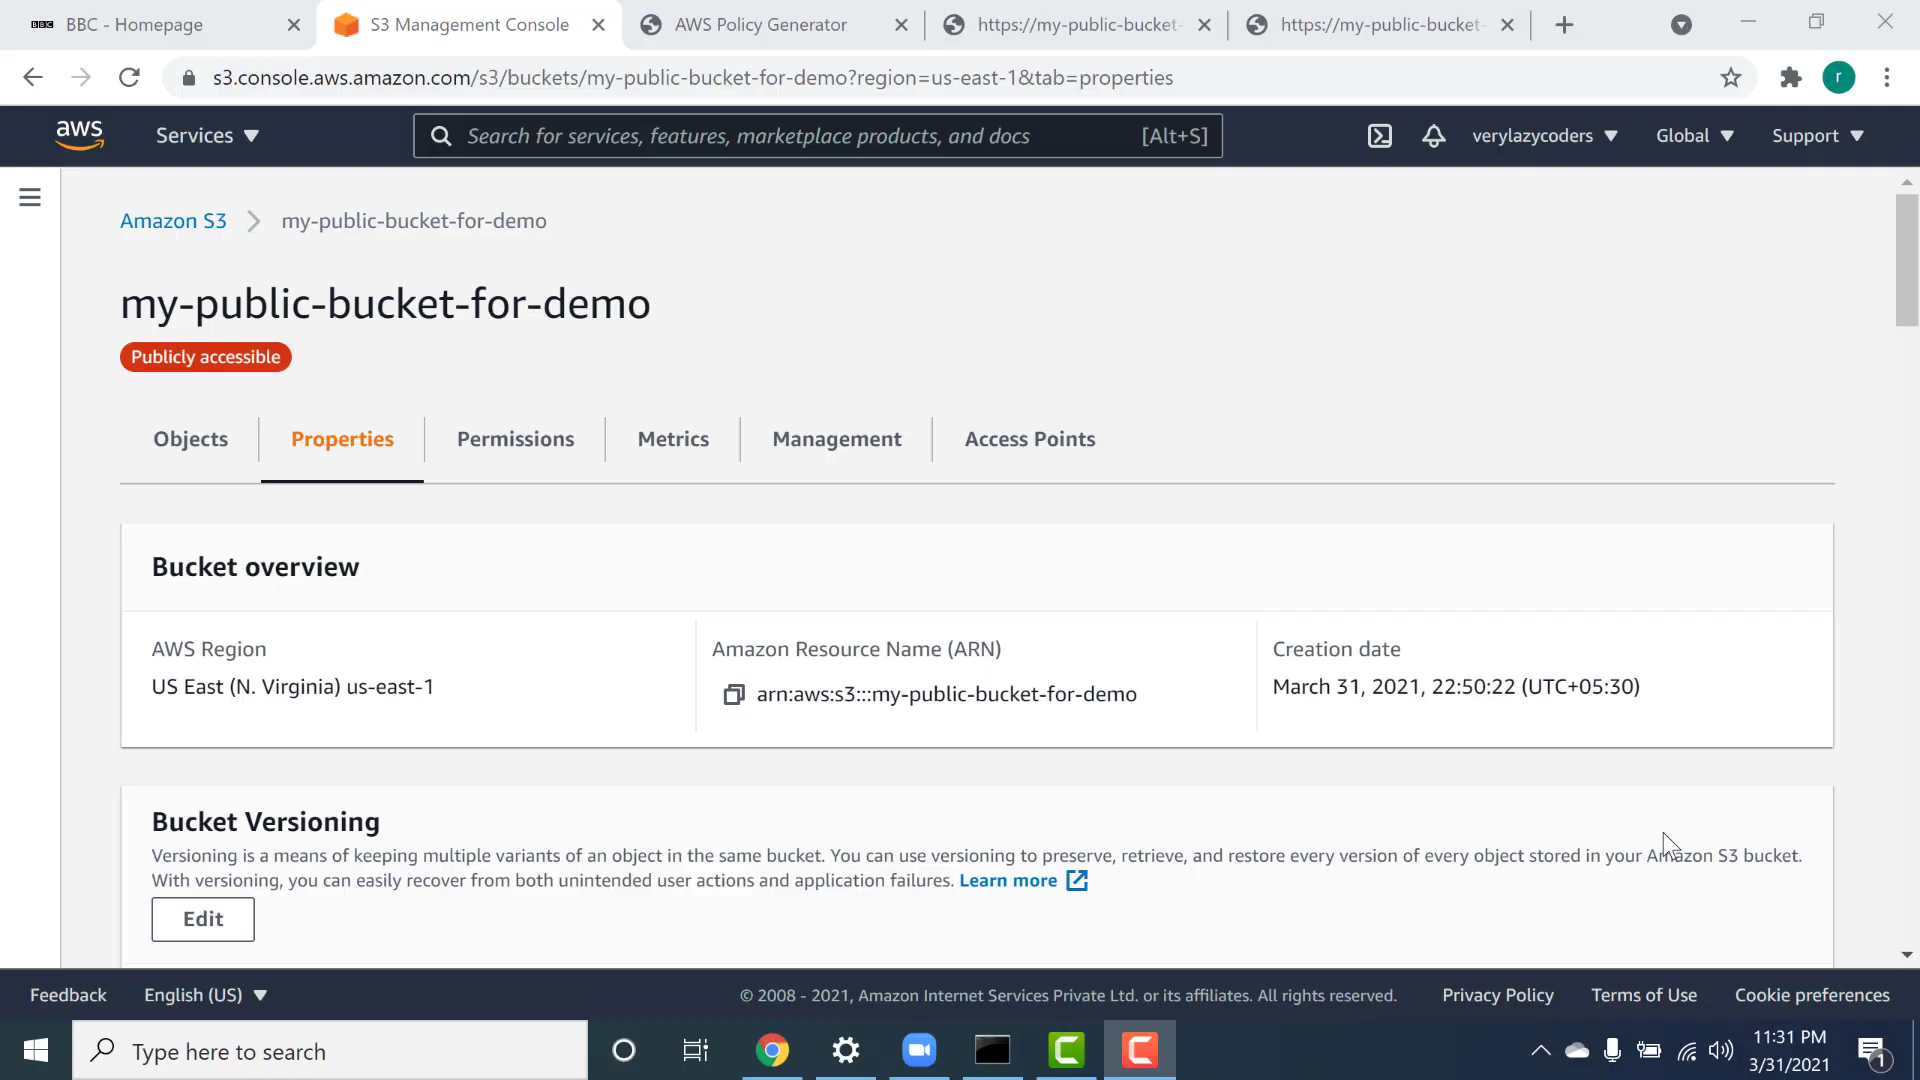 BBC BBC - Homepage
S3 Management Console
AWS Policy Generator
https://my-public-bucket-
https://my-public-bucket-
s3.console.aws.amazon.com/s3/buckets/my-public-bucket-for-demo?region=us-east-1&tab=properties
r
aws
Services
Search for services, features, marketplace products, and docs
[Alt+S]
verylazycoders
Global
Support
Amazon S3
my-public-bucket-for-demo
my-public-bucket-for-demo
Publicly accessible
Objects
Properties
Permissions
Metrics
Management
Access Points
Bucket overview
AWS Region
US East (N. Virginia) us-east-1
Amazon Resource Name (ARN)
arn:aws:s3:::my-public-bucket-for-demo
Creation date
March 31, 2021, 22:50:22 (UTC+05:30)
Bucket Versioning
Versioning is a means of keeping multiple variants of an object in the same bucket. You can use versioning to preserve, retrieve, and restore every version of every object stored in your Amazon S3 bucket.
With versioning, you can easily recover from both unintended user actions and application failures. Learn more
Edit
Feedback
English (US)
© 2008 - 2021, Amazon Internet Services Private Ltd. or its affiliates. All rights reserved.
Privacy Policy
Terms of Use
Cookie preferences
Type here to search
11:31 PM
3/31/2021
1